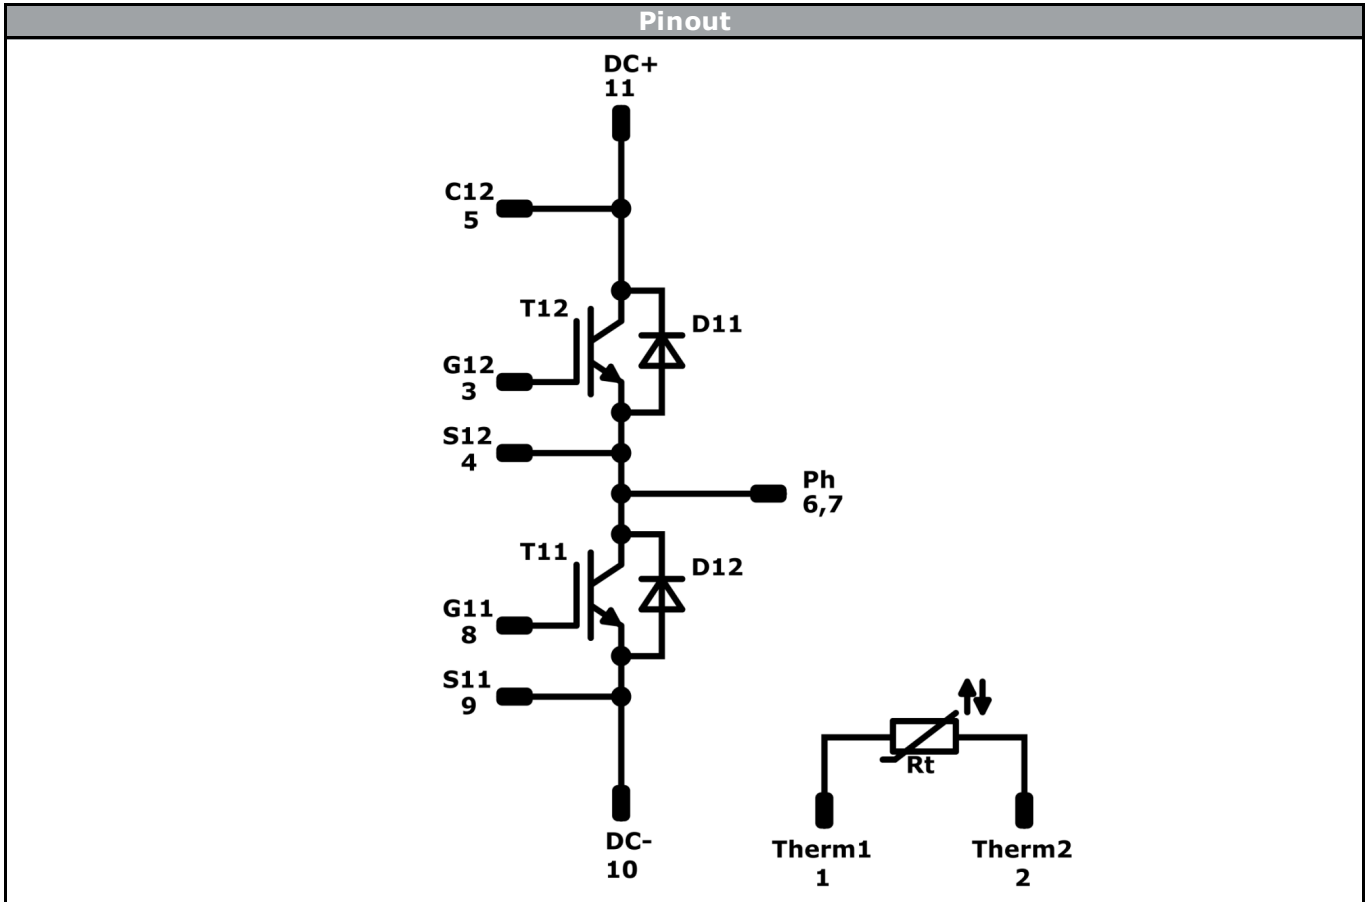 Pinout
DC+
11
C12
5
T12
D11
G12
3
S12
4
Ph
6,7
T11
D12
G11
8
S11
9
Rt
DC-
10
Therm1
1
Therm2
2